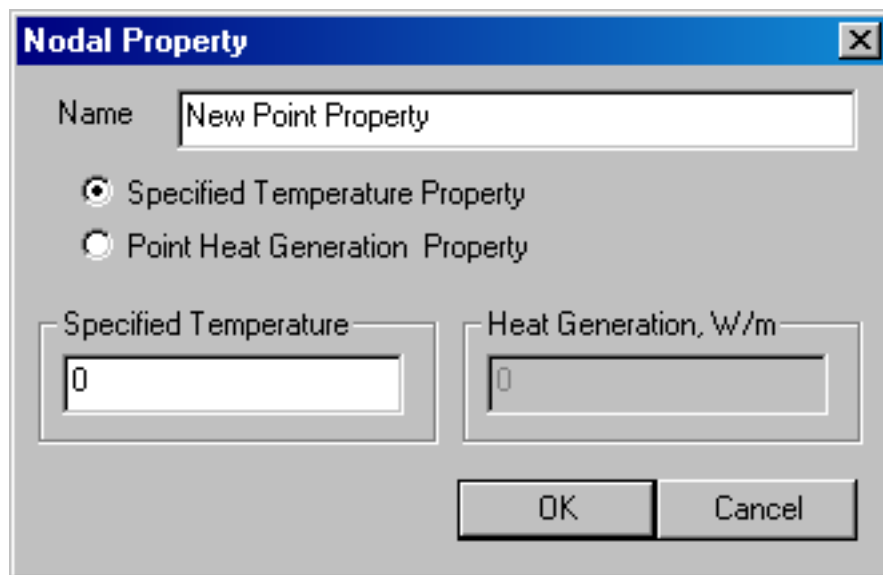 Nodal Property
Name New Point Property
Specified Temperature Property
Point Heat Generation Property
Specified Temperature
0
Heat Generation, W/m
0
OK Cancel